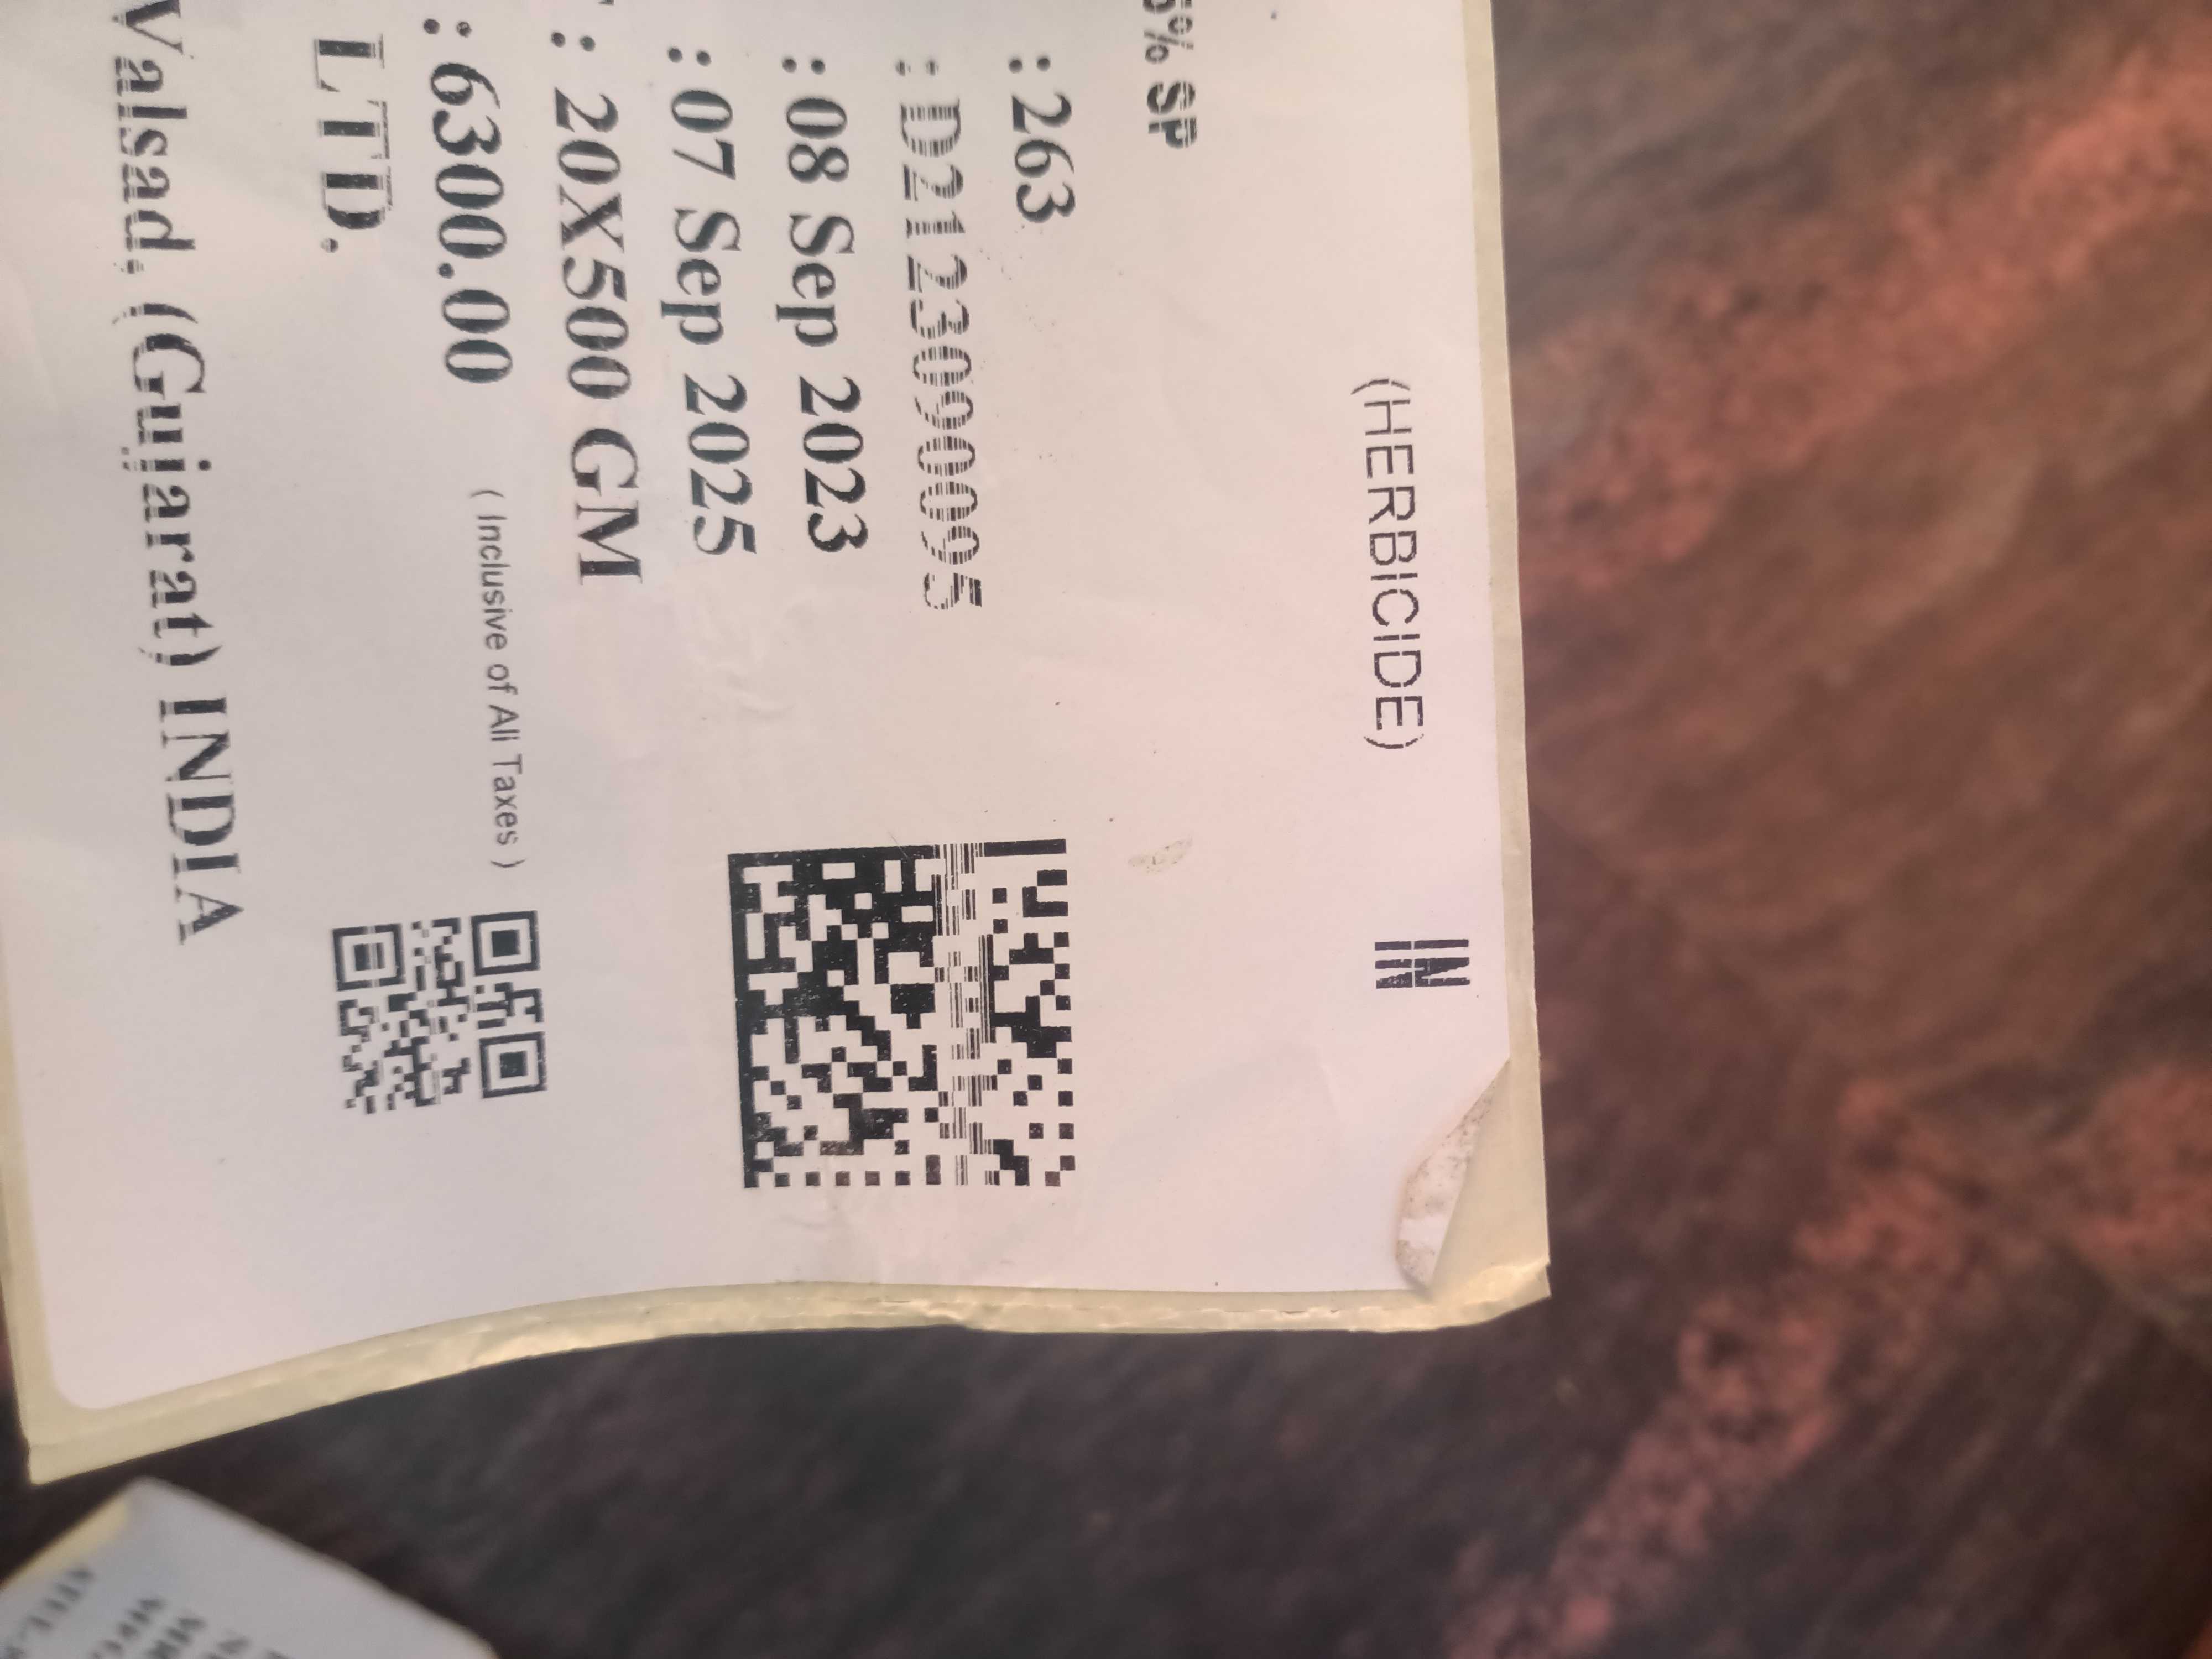 IN
(HERBICIDE)
% SP
: 263
: D2123090095
: 08 Sep 2023
: 07 Sep 2025
: 20X500 GM
: 6300.00 ( Inclusive of All Taxes )
LTD.
Valsad, (Gujarat) INDIA